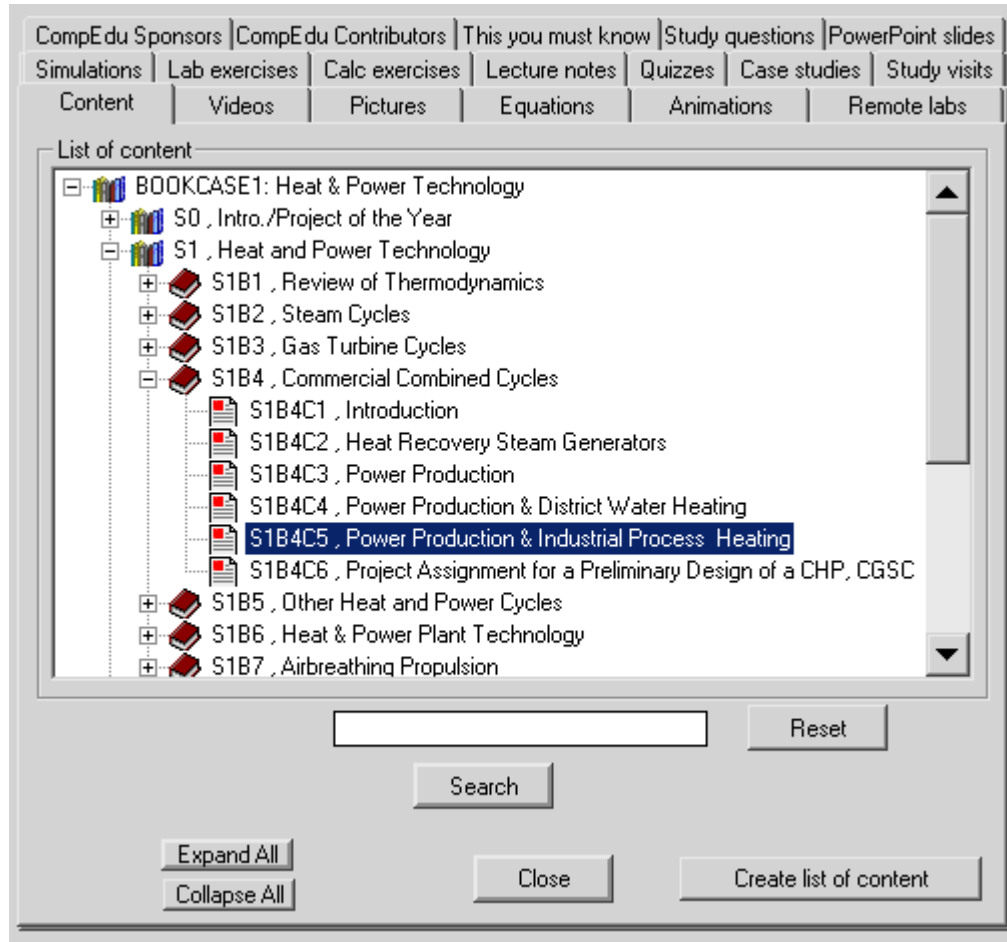 CompEdu Sponsors CompEdu Contributors This you must know Study questions PowerPoint slides
Simulations Lab exercises Calc exercises Lecture notes Quizzes Case studies Study visits
Content Videos Pictures Equations Animations Remote labs
List of content
BOOKCASE1: Heat & Power Technology
S0 , Intro./Project of the Year
S1 , Heat and Power Technology
S1B1 , Review of Thermodynamics
S1B2 , Steam Cycles
S1B3 , Gas Turbine Cycles
S1B4 , Commercial Combined Cycles
S1B4C1 , Introduction
S1B4C2 , Heat Recovery Steam Generators
S1B4C3 , Power Production
S1B4C4 , Power Production & District Water Heating
S1B4C5 , Power Production & Industrial Process  Heating
S1B4C6 , Project Assignment for a Preliminary Design of a CHP, CGSC
S1B5 , Other Heat and Power Cycles
S1B6 , Heat & Power Plant Technology
S1B7 , Airbreathing Propulsion
Reset
Search
Expand All
Close
Create list of content
Collapse All